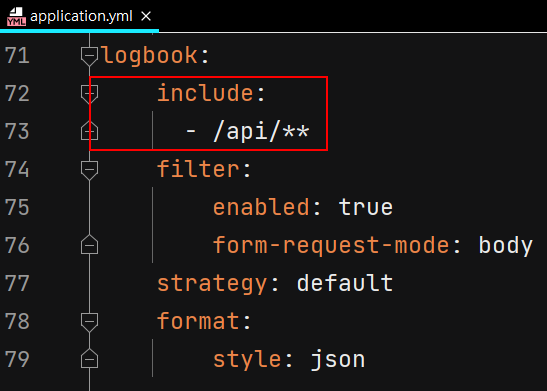 YML application.yml ×
71 logbook:
72     include:
73       - /api/**
74     filter:
75         enabled: true
76         form-request-mode: body
77     strategy: default
78     format:
79         style: json